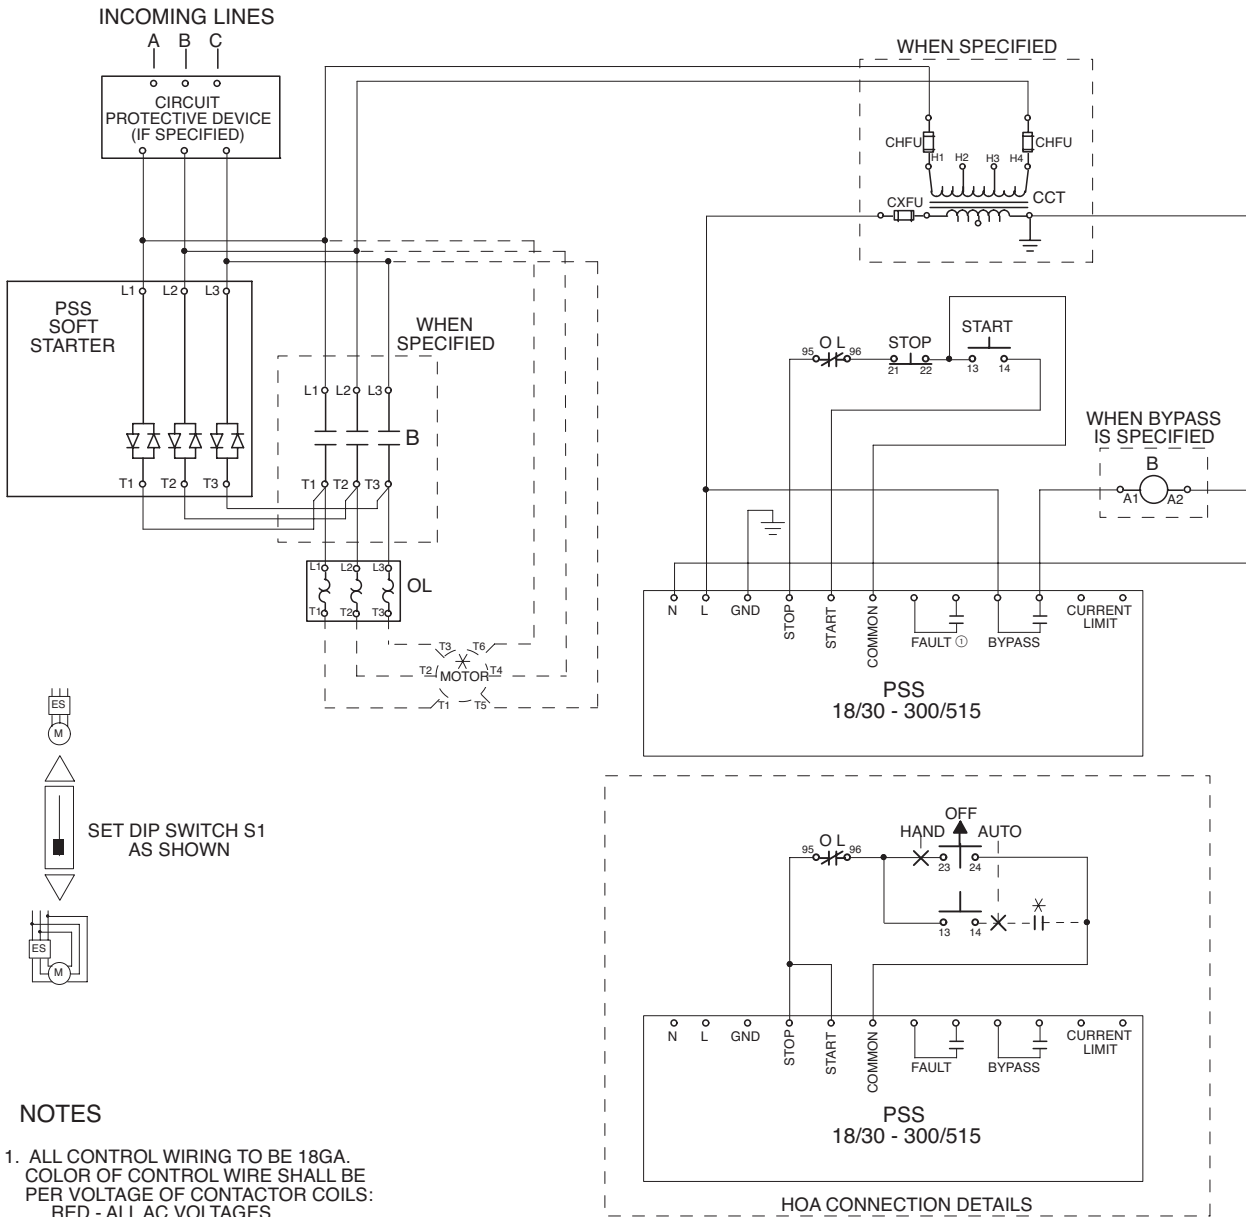 INCOMING LINES
A B C
CIRCUIT
PROTECTIVE DEVICE
(IF SPECIFIED)
WHEN SPECIFIED
CHFU
CHFU
H1 H2 H3 H4
CXFU
CCT
L1 L2 L3
PSS
SOFT
STARTER
T1 T2 T3
WHEN
SPECIFIED
L1 L2 L3
B
T1 T2 T3
L1 L2 L3
OL
T1 T2 T3
T3 T6
T2 MOTOR T4
T1 T5
95 O L 96
STOP
21 22
START
13 14
WHEN BYPASS
IS SPECIFIED
B
A1 A2
N L GND STOP START COMMON FAULT ① BYPASS CURRENT
LIMIT
PSS
18/30 - 300/515
ES
M
SET DIP SWITCH S1
AS SHOWN
ES
M
OFF
HAND AUTO
95 O L 96
23 24
13 14
N L GND STOP START COMMON FAULT BYPASS CURRENT
LIMIT
PSS
18/30 - 300/515
HOA CONNECTION DETAILS
NOTES
1. ALL CONTROL WIRING TO BE 18GA.
COLOR OF CONTROL WIRE SHALL BE
PER VOLTAGE OF CONTACTOR COILS:
RED - ALL AC VOLTAGES